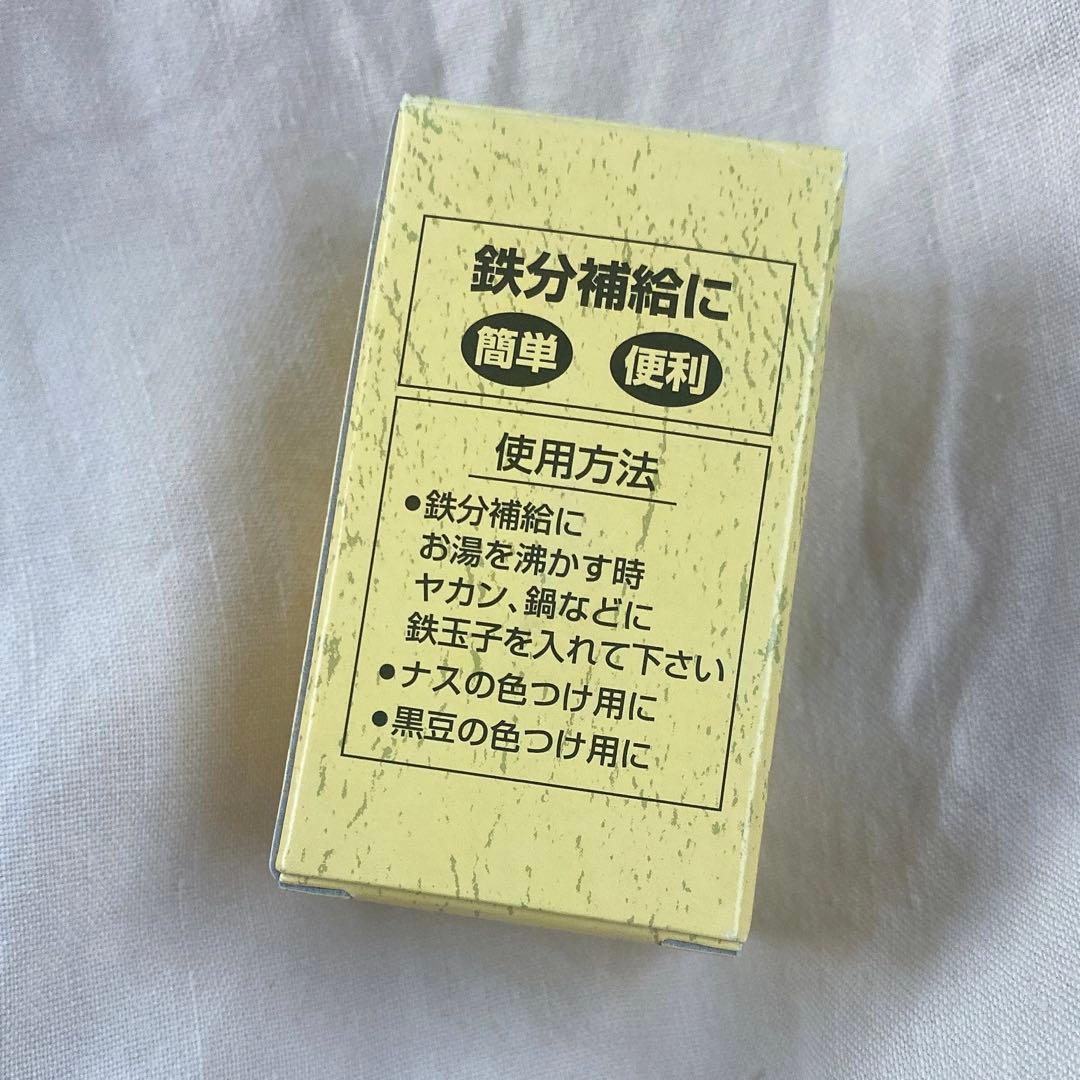 鉄分補給に
簡単 便利
使用方法
●鉄分補給に
お湯を沸かす時
ヤカン、鍋などに
鉄玉子を入れて下さい
●ナスの色つけ用に
●黒豆の色つけ用に